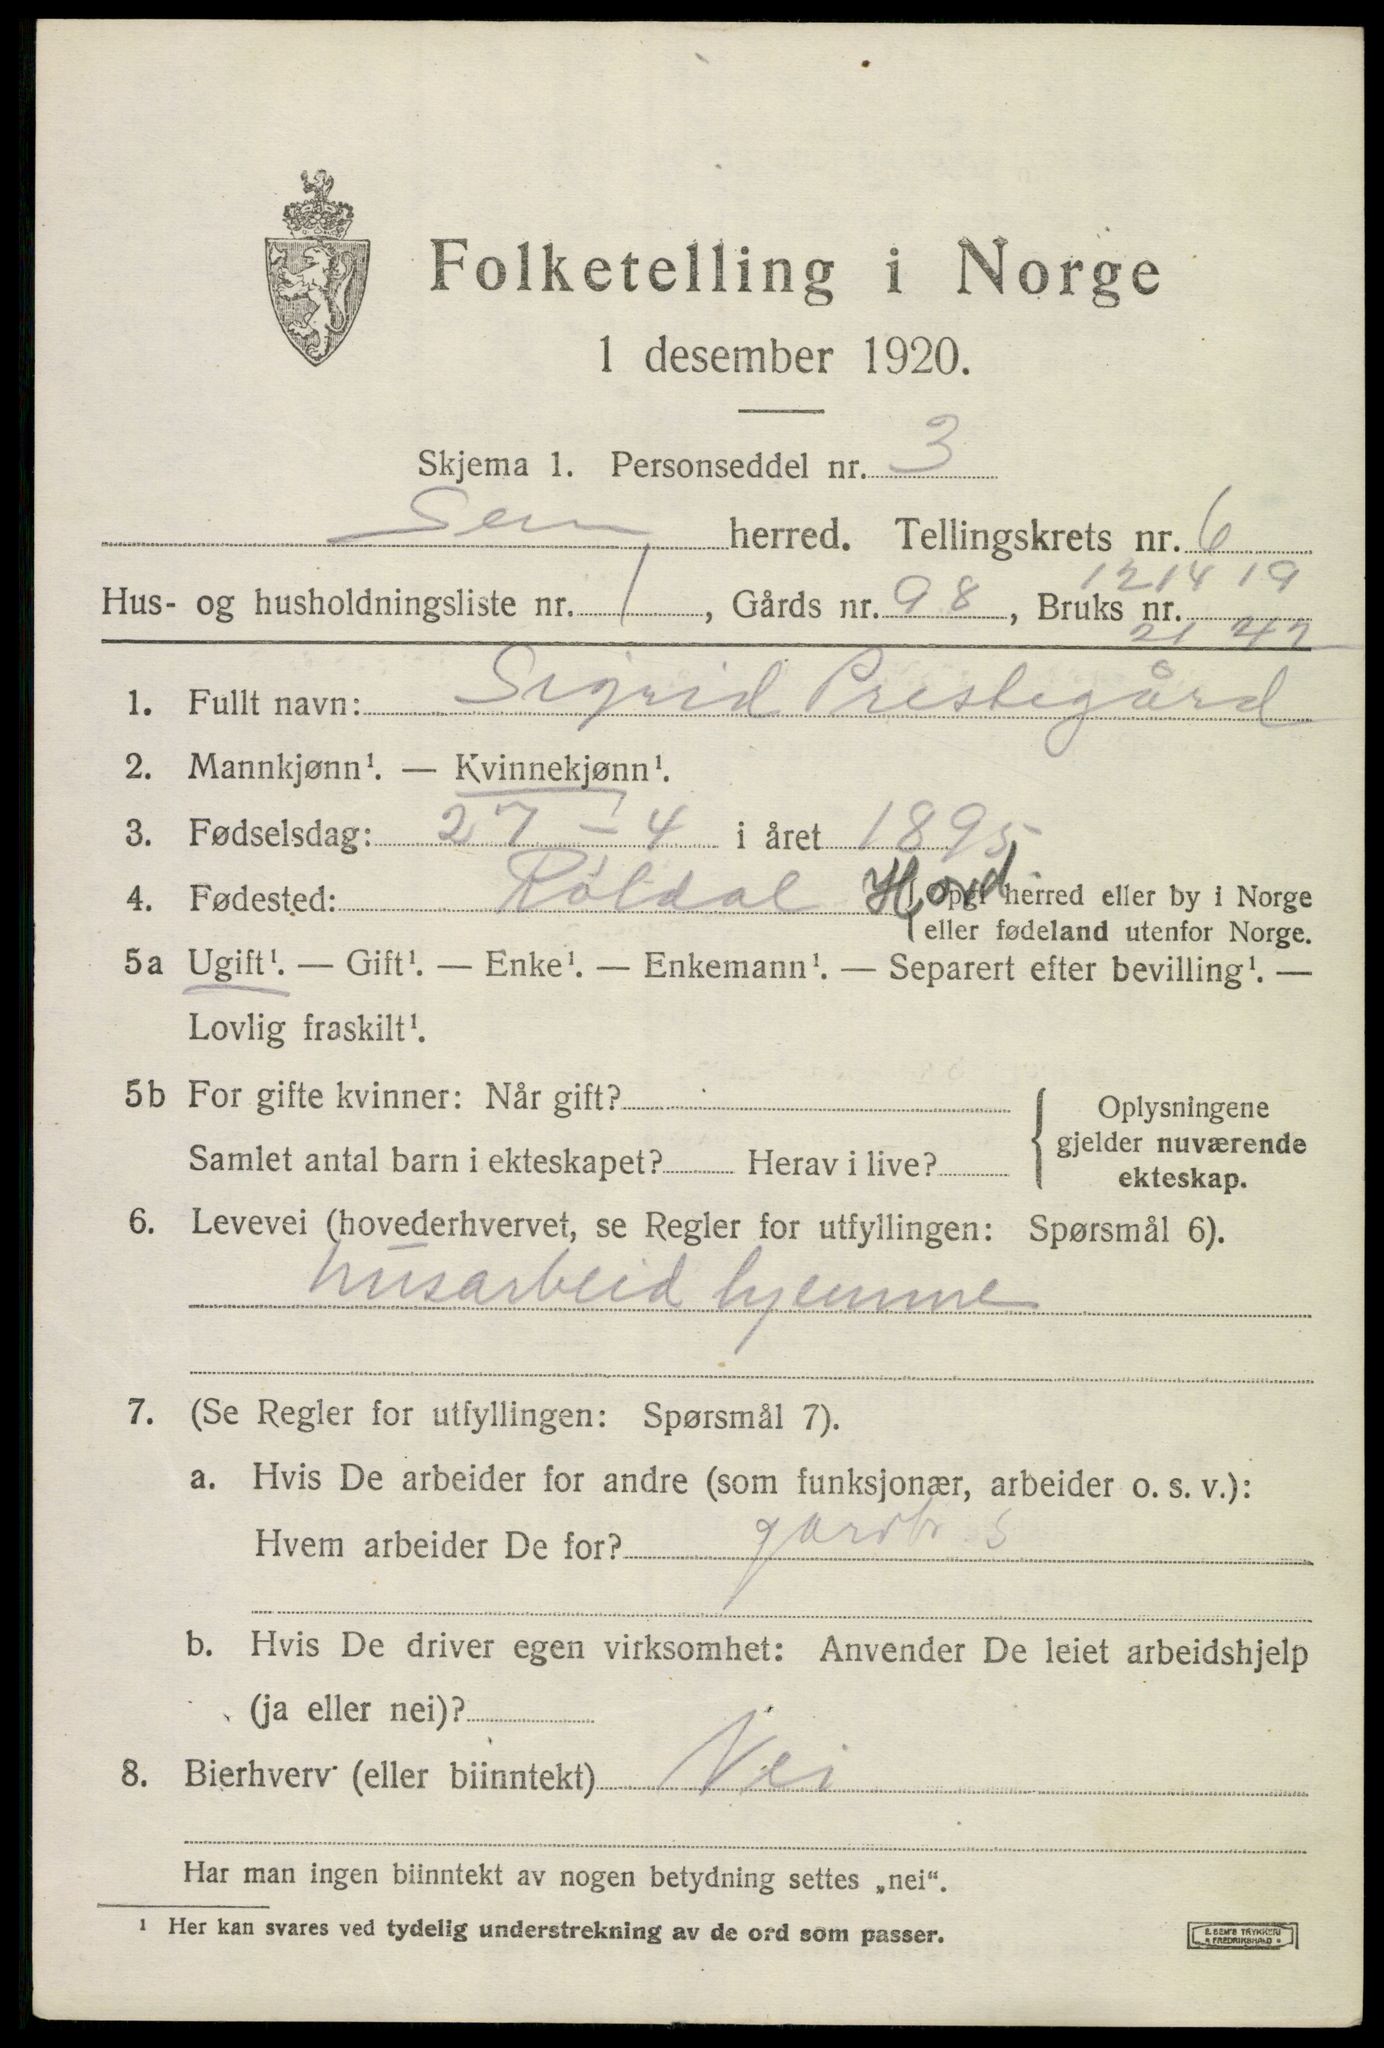 Folketelling i Norge
1 desember 1920.
Skjema 1. Personseddel nr. 3
Sem herred. Tellingskrets nr. 6
12 14 19
Hus- og husholdningsliste nr. 1, Gårds nr. 98, Bruks nr.
21 42
1. Fullt navn: Sigrid Prestegård
2. Mannkjønn¹. — Kvinnekjønn¹.
3. Fødselsdag: 27 - 4 i året 1895
4. Fødested: Röldal Hord { Opgi herred eller by i Norge
eller fødeland utenfor Norge.
5a Ugift¹. — Gift¹. — Enke¹. — Enkemann¹. — Separert efter bevilling¹. —
Lovlig fraskilt¹.
5b For gifte kvinner: Når gift? { Oplysningene
gjelder nuværende
Samlet antal barn i ekteskapet? Herav i live?
ekteskap.
6. Levevei (hovederhvervet, se Regler for utfyllingen: Spørsmål 6).
husarbeid hjemme
7. (Se Regler for utfyllingen: Spørsmål 7).
a. Hvis De arbeider for andre (som funksjonær, arbeider o. s. v.):
Hvem arbeider De for? gardbr s
b. Hvis De driver egen virksomhet: Anvender De leiet arbeidshjelp
(ja eller nei)?
8. Bierhverv (eller biinntekt) Nei
Har man ingen biinntekt av nogen betydning settes „nei“.
¹ Her kan svares ved tydelig understrekning av de ord som passer.
E. SEM'S TRYKKERI
FREDRIKSHALD